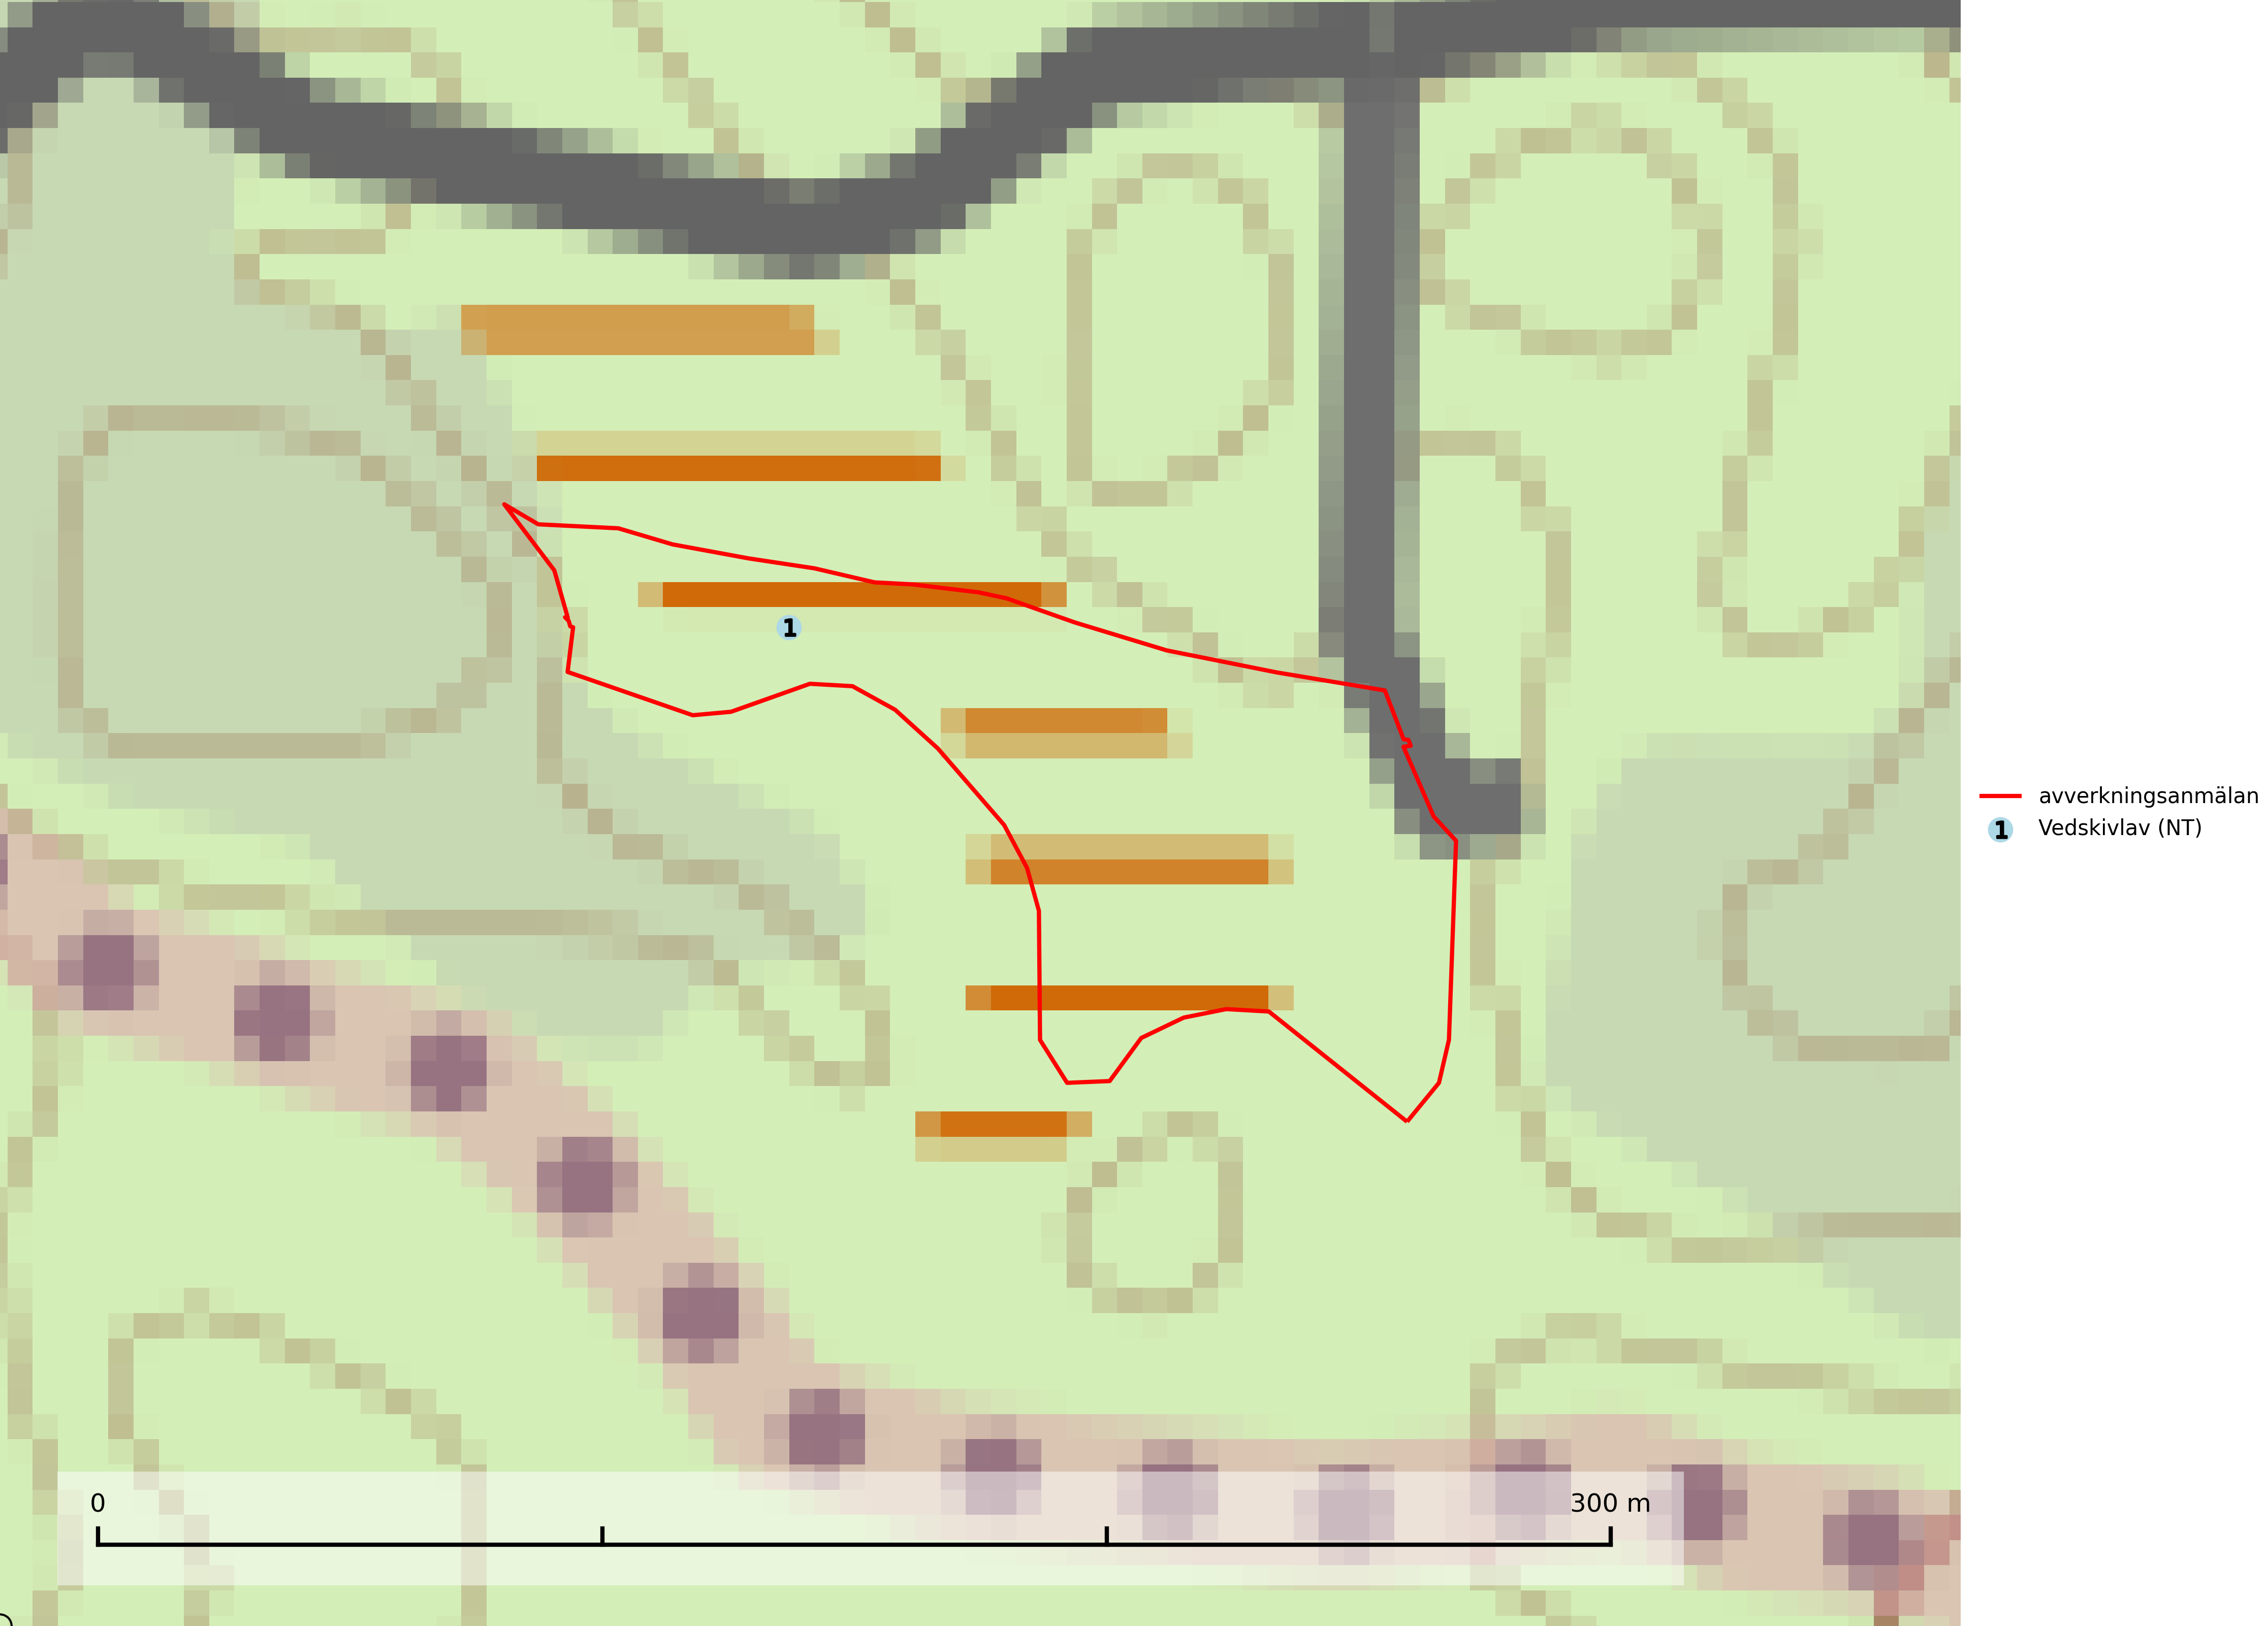 1
avverkningsanmälan
1 Vedskivlav (NT)
0 300 m